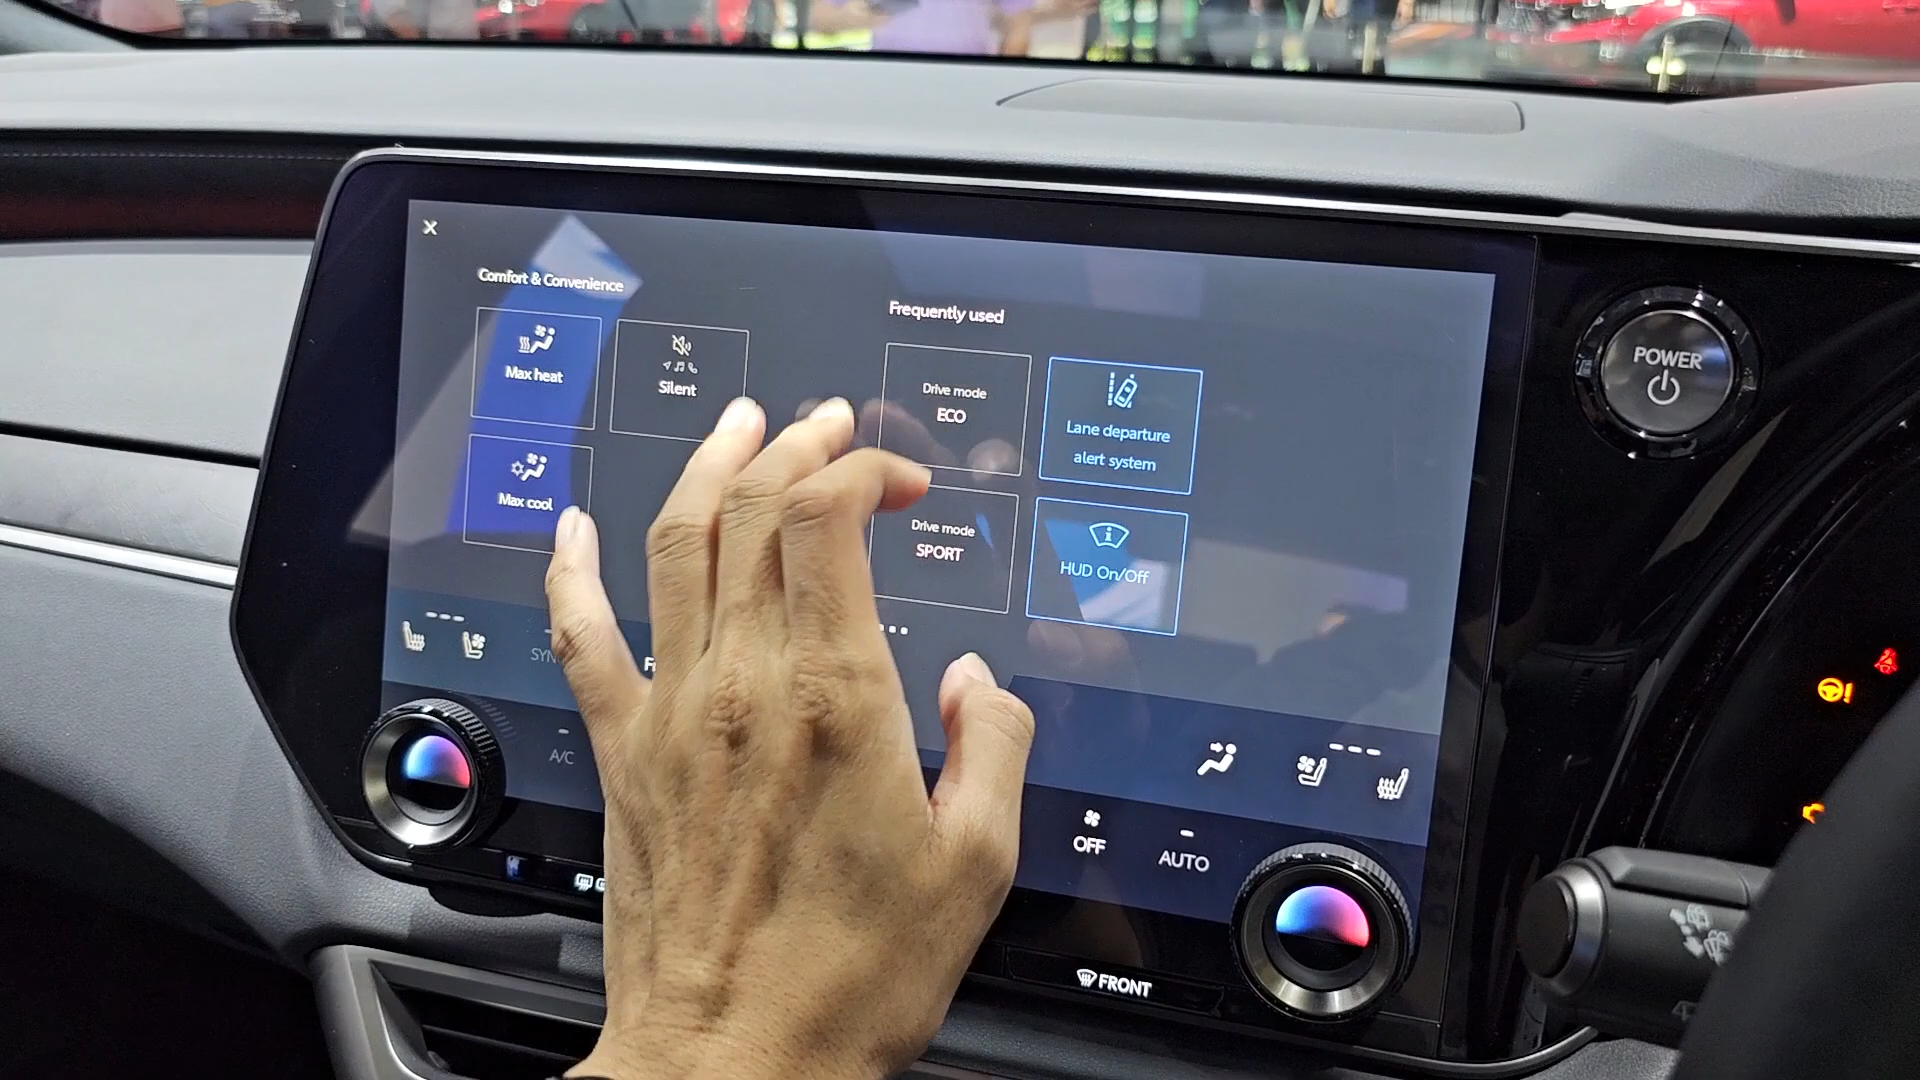 Comfort & Convenience
Max heat
Silent
Max cool
Frequently used
Drive mode
ECO
Lane departure
alert system
Drive mode
SPORT
HUD On/Off
A/C
OFF
AUTO
FRONT
POWER